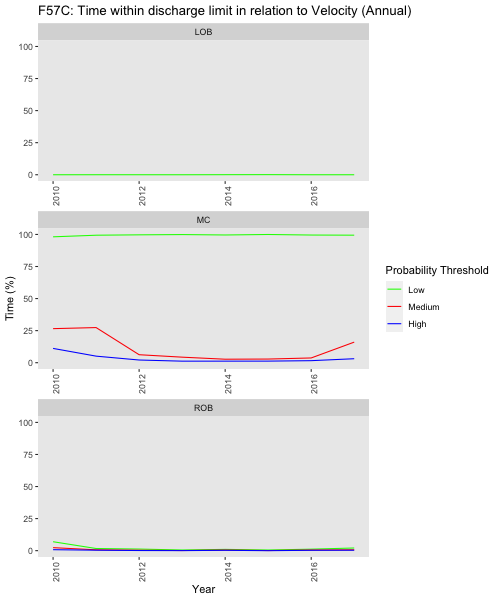 F57C: Time within discharge limit in relation to Velocity (Annual)
LOB
100
75
50
25
0
2010
2012
2014
2016
MC
100
75
50
25
0
2010
2012
2014
2016
Time (%)
Probability Threshold
Low
Medium
High
ROB
100
75
50
25
0
2010
2012
2014
2016
Year